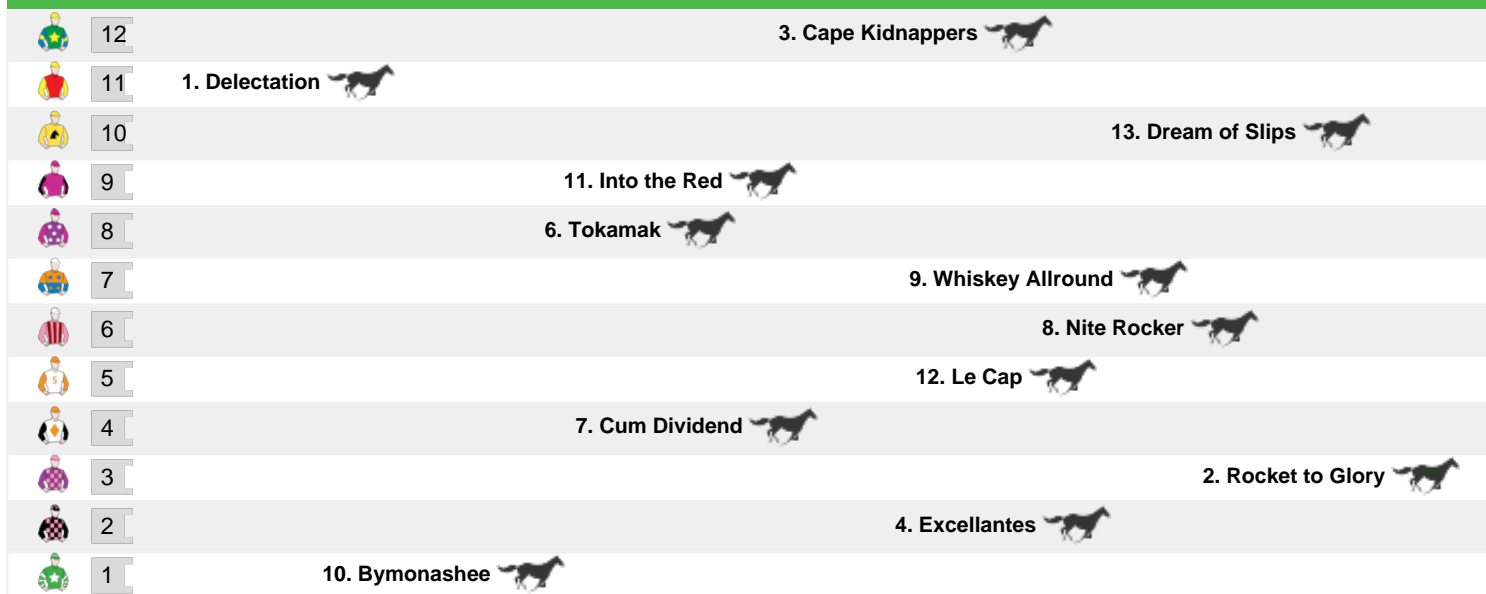 12 3. Cape Kidnappers
11 1. Delectation
10 13. Dream of Slips
9 11. Into the Red
8 6. Tokamak
7 9. Whiskey Allround
6 8. Nite Rocker
S 5 12. Le Cap
4 7. Cum Dividend
3 2. Rocket to Glory
2 4. Excellantes
1 10. Bymonashee